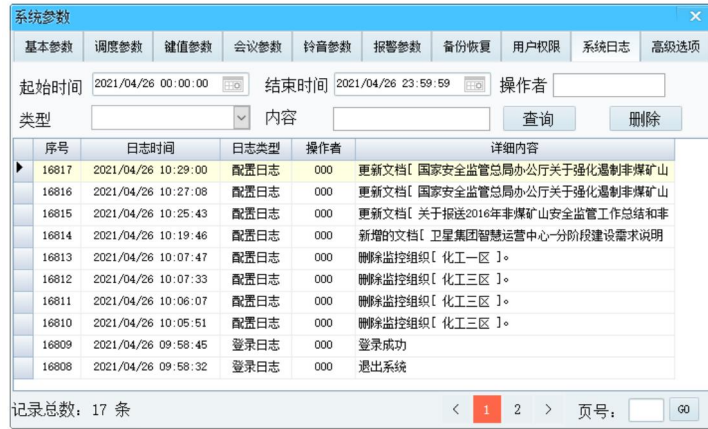 系统参数
基本参数 调度参数 键值参数 会议参数 铃音参数 报警参数 备份恢复 用户权限 系统日志 高级选项
起始时间 2021/04/26 00:00:00 结束时间 2021/04/26 23:59:59 操作者
类型 内容 查询 删除
序号 日志时间 日志类型 操作者 详细内容
16817 2021/04/26 10:29:00 配置日志 000 更新文档[ 国家安全监管总局办公厅关于强化遏制非煤矿山
16816 2021/04/26 10:27:08 配置日志 000 更新文档[ 国家安全监管总局办公厅关于强化遏制非煤矿山
16815 2021/04/26 10:25:43 配置日志 000 更新文档[ 关于报送2016年非煤矿山安全监管工作总结和非
16814 2021/04/26 10:19:46 配置日志 000 新增的文档[ 卫星集团智慧运营中心-分阶段建设需求说明
16813 2021/04/26 10:07:47 配置日志 000 删除监控组织[ 化工一区 ]。
16812 2021/04/26 10:07:33 配置日志 000 删除监控组织[ 化工三区 ]。
16811 2021/04/26 10:06:07 配置日志 000 删除监控组织[ 化工三区 ]。
16810 2021/04/26 10:05:51 配置日志 000 删除监控组织[ 化工三区 ]。
16809 2021/04/26 09:58:45 登录日志 000 登录成功
16808 2021/04/26 09:58:32 登录日志 000 退出系统
记录总数：17 条 < 1 2 > 页号： GO